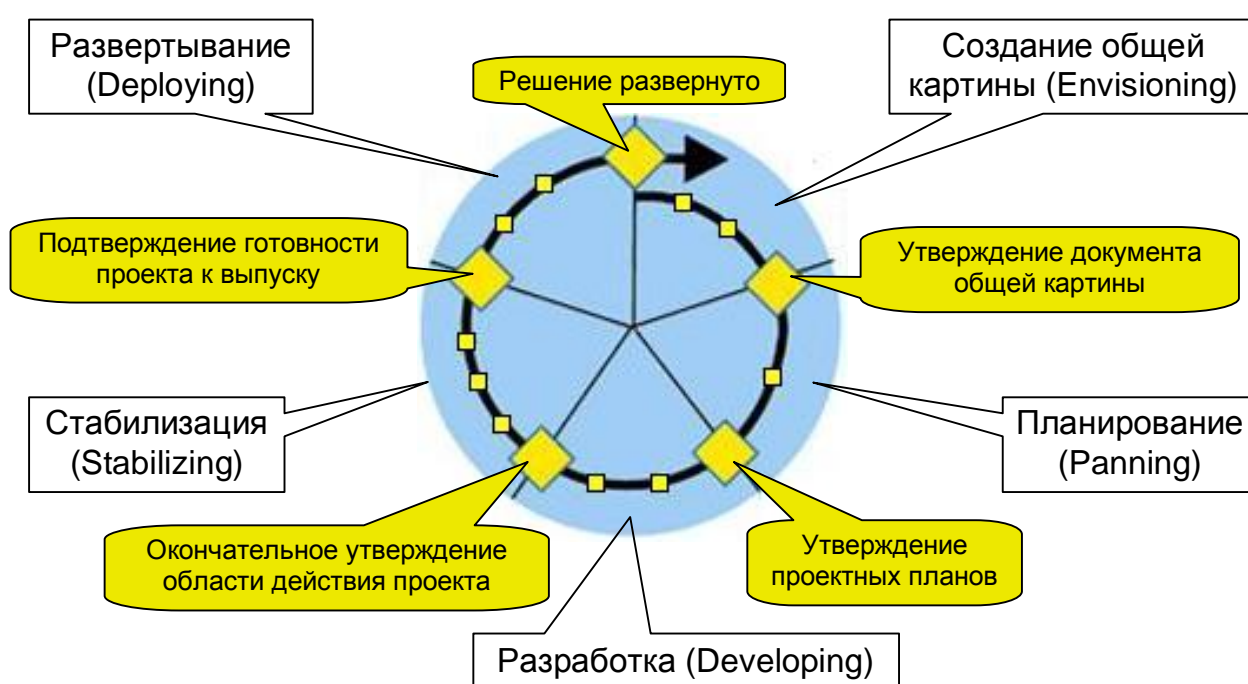 Развертывание
(Deploying)
Решение развернуто
Создание общей
картины (Envisioning)
Подтверждение готовности
проекта к выпуску
Утверждение документа
общей картины
Стабилизация
(Stabilizing)
Планирование
(Panning)
Окончательное утверждение
области действия проекта
Утверждение
проектных планов
Разработка (Developing)